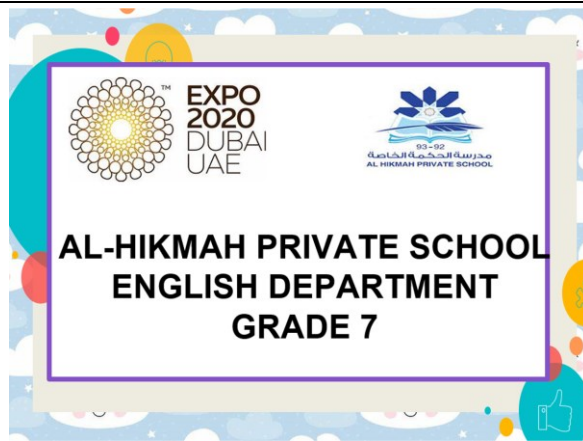 EXPO
2020
DUBAI
UAE
TM
93-92
مدرسة الحكمة الخاصة
AL HIKMAH PRIVATE SCHOOL
AL-HIKMAH PRIVATE SCHOOL
ENGLISH DEPARTMENT
GRADE 7